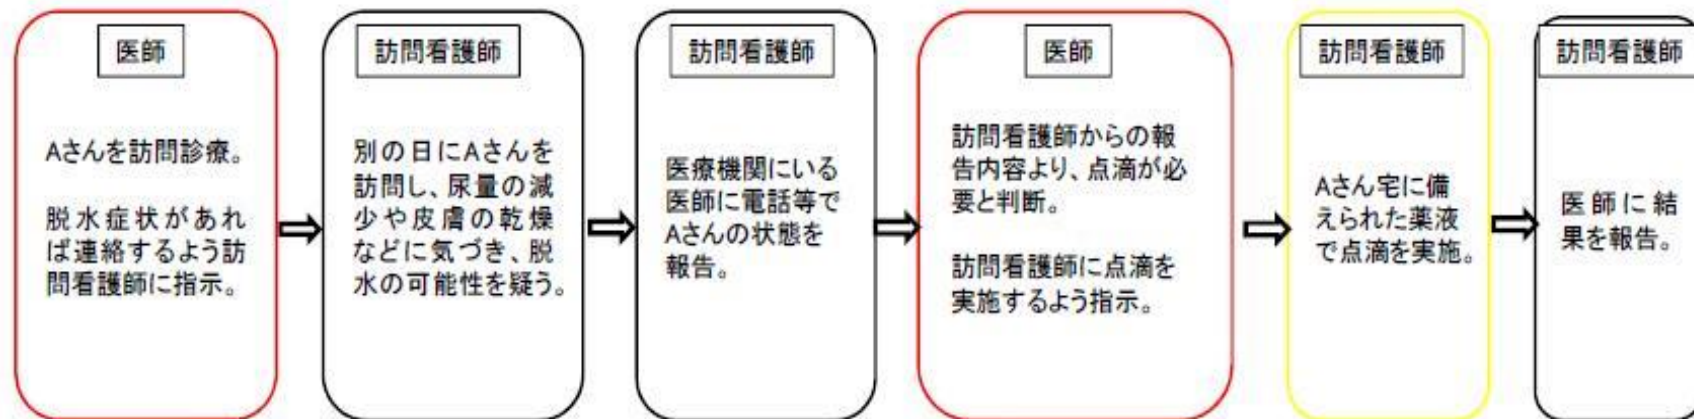 医師
Aさんを訪問診療。
脱水症状があれ
ば連絡するよう訪
問看護師に指示。
訪問看護師
別の日にAさんを
訪問し、尿量の減
少や皮膚の乾燥
などに気づき、脱
水の可能性を疑う。
訪問看護師
医療機関にいる
医師に電話等で
Aさんの状態を
報告。
医師
訪問看護師からの報
告内容より、点滴が必
要と判断。
訪問看護師に点滴を
実施するよう指示。
訪問看護師
Aさん宅に備
えられた薬液
で点滴を実施。
訪問看護師
医師に結
果を報告。